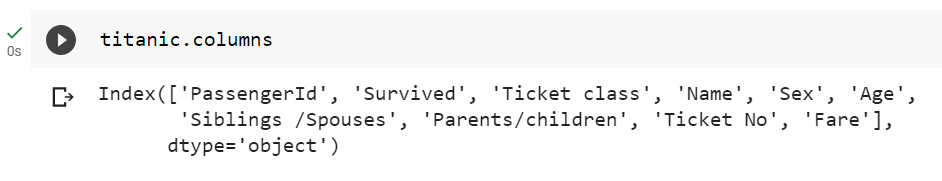 titanic.columns
0s
Index(['PassengerId', 'Survived', 'Ticket class', 'Name', 'Sex', 'Age',
'Siblings /Spouses', 'Parents/children', 'Ticket No', 'Fare'],
dtype='object')